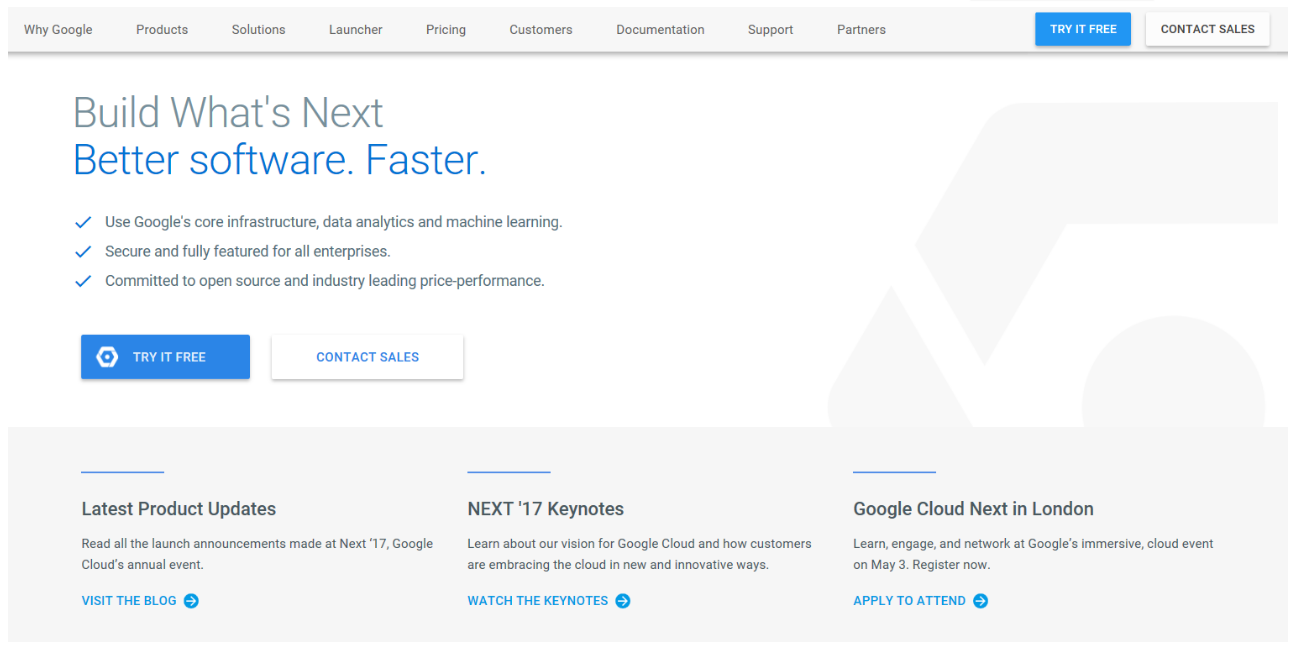 Why Google Products Solutions Launcher Pricing Customers Documentation Support Partners TRY IT FREE CONTACT SALES
Build What's Next
Better software. Faster.
Use Google's core infrastructure, data analytics and machine learning.
Secure and fully featured for all enterprises.
Committed to open source and industry leading price-performance.
TRY IT FREE CONTACT SALES
Latest Product Updates
Read all the launch announcements made at Next '17, Google
Cloud's annual event.
VISIT THE BLOG
NEXT '17 Keynotes
Learn about our vision for Google Cloud and how customers
are embracing the cloud in new and innovative ways.
WATCH THE KEYNOTES
Google Cloud Next in London
Learn, engage, and network at Google's immersive, cloud event
on May 3. Register now.
APPLY TO ATTEND